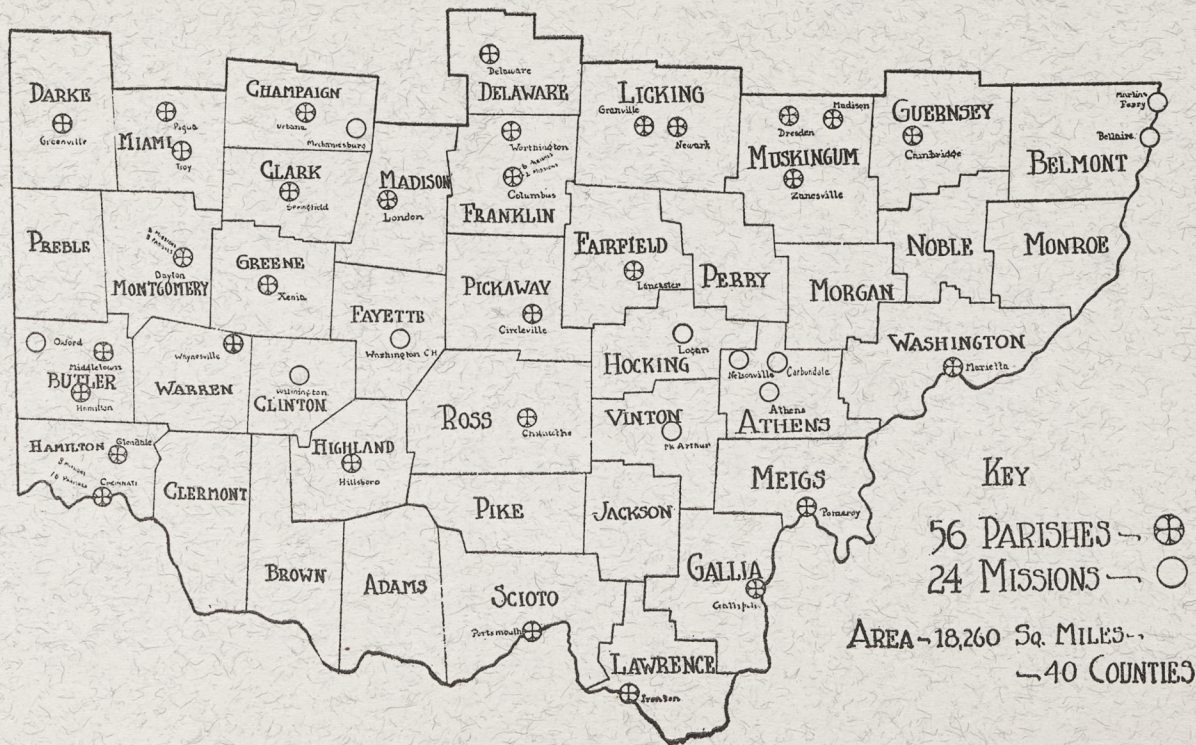 DARKE
Greenville
MIAMI
Piqua
Troy
CHAMPAIGN
Urbana
Mechanicsburg
CLARK
Springfield
MADISON
London
Delaware
DELAWARE
Worthington
2 Missions
Columbus
FRANKLIN
LICKING
Granville
Newark
Madison
Dresden
MUSKINGUM
Zanesville
GUERNSEY
Chimbridge
Martins
Ferry
Bellaire
BELMONT
PREBLE
Dayton
MONTGOMERY
GREENE
Xenia
FAYETTE
Washington C H
PICKAWAY
Circleville
FAIRFIELD
Lancaster
PERRY
MORGAN
NOBLE
MONROE
Oxford
Middletown
BUTLER
Hamilton
Waynesville
WARREN
Wilmington
CLINTON
ROSS
HOCKING
Logan
VINTON
Mc Arthur
Nelsonville
Carbondale
Athens
ATHENS
WASHINGTON
Marietta
HAMILTON
Glendale
Cincinnati
CLERMONT
HIGHLAND
Hillsboro
BROWN
ADAMS
PIKE
JACKSON
MEIGS
Pomeroy
SCIOTO
Portsmouth
GALLIA
LAWRENCE
Ironton
KEY
56 PARISHES -
24 MISSIONS -
AREA - 18,260 SQ. MILES -
- 40 COUNTIES